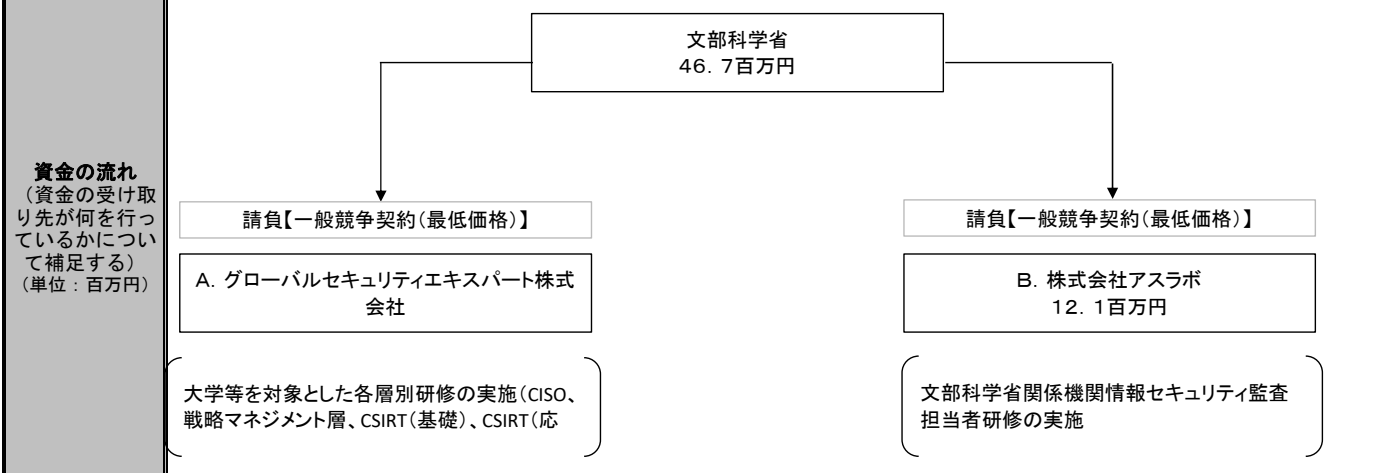 文部科学省
46．7百万円
資金の流れ
（資金の受け取
り先が何を行っ
ているかについ
て補足する）
（単位：百万円）
請負【一般競争契約（最低価格）】
A．グローバルセキュリティエキスパート株式
会社
大学等を対象とした各層別研修の実施（CISO、
戦略マネジメント層、CSIRT（基礎）、CSIRT（応
請負【一般競争契約（最低価格）】
B．株式会社アスラボ
12．1百万円
文部科学省関係機関情報セキュリティ監査
担当者研修の実施